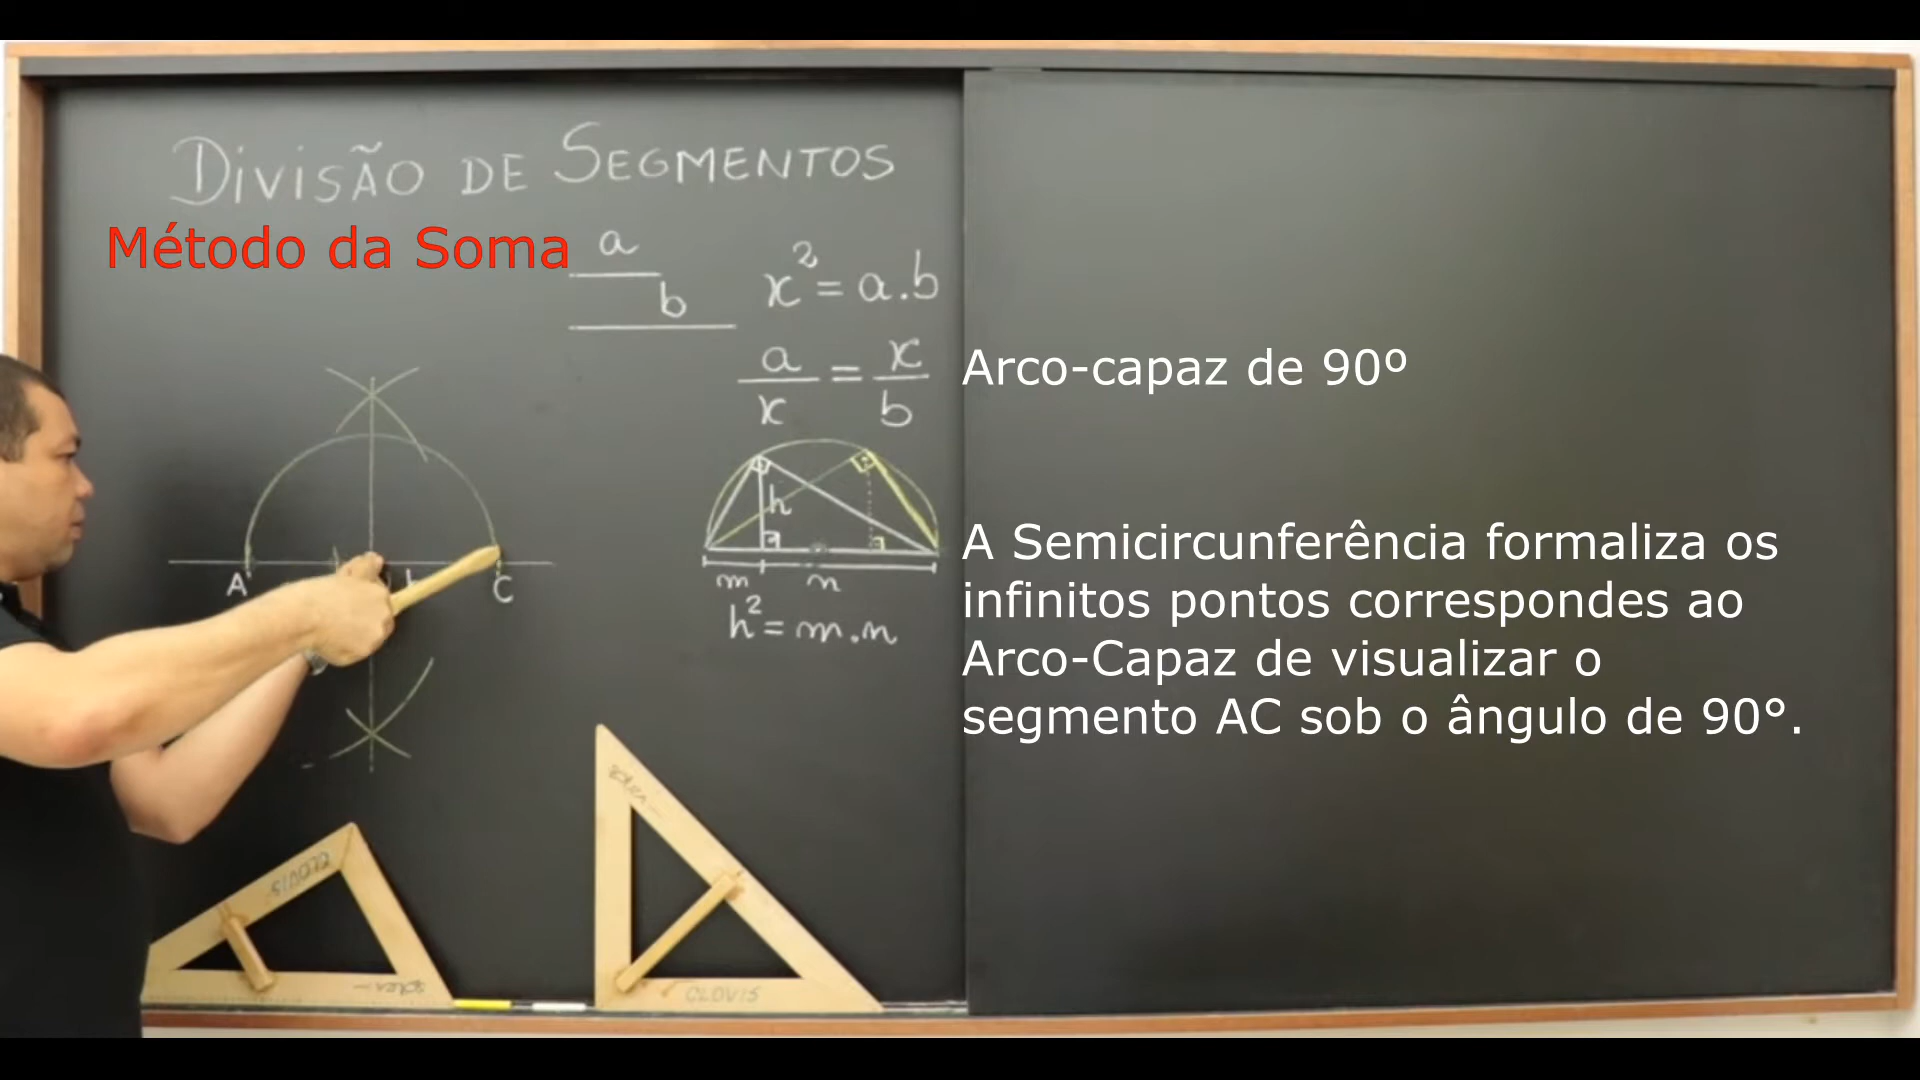 DIVISÃO DE SEGMENTOS
Método da Soma
a
b
x² = a.b
a/x = x/b
h
m n
h² = m.n
A C
Arco-capaz de 90º
A Semicircunferência formaliza os
infinitos pontos correspondes ao
Arco-Capaz de visualizar o
segmento AC sob o ângulo de 90°.
CLOVIS
CLOVIS